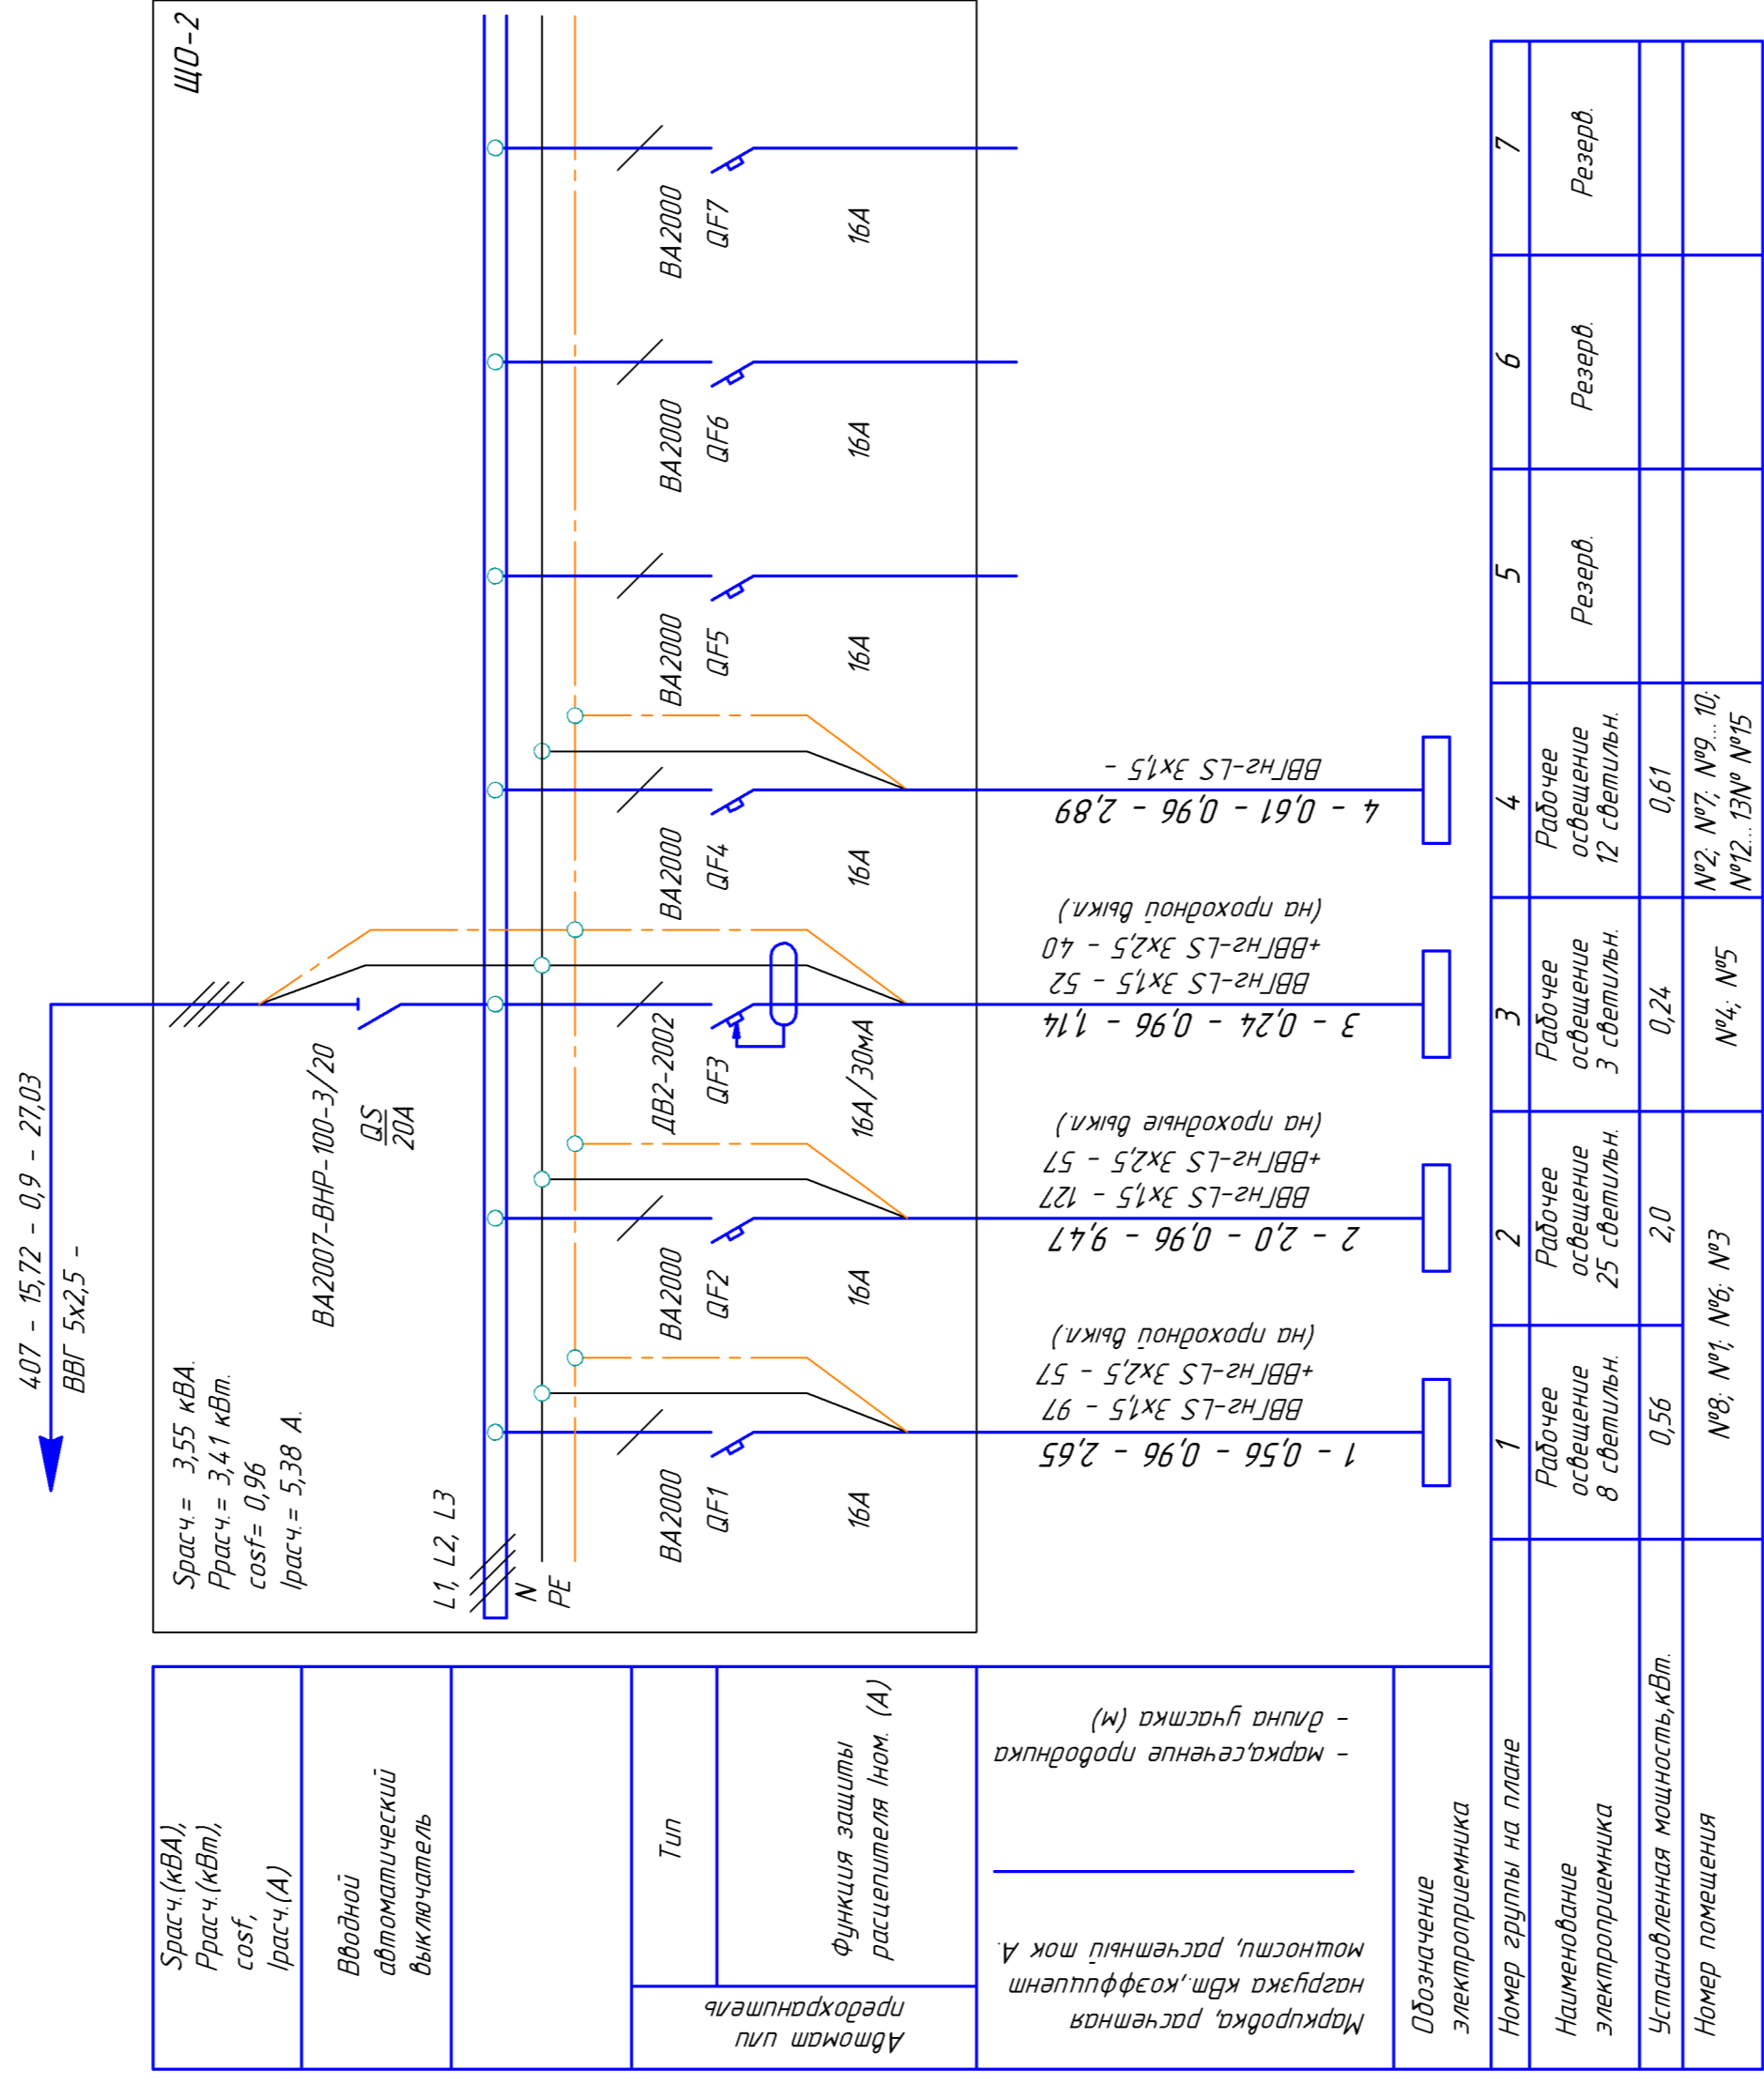 407 - 15,72 - 0,9 - 27,03
ВВГ 5х2,5 -
ЩО-2
Sрасч.= 3,55 кВА.
Pрасч.= 3,41 кВт.
cosf= 0,96
Iрасч.= 5,38 А.
ВА2007-ВНР-100-3/20
QS
20А
L1, L2, L3
N
PE
ВА2000
QF1
16А
ВА2000
QF2
16А
ДВ2-2002
QF3
16А/30мА
ВА2000
QF4
16А
ВА2000
QF5
16А
ВА2000
QF6
16А
ВА2000
QF7
16А
1 - 0,56 - 0,96 - 2,65
ВВГнг-LS 3х1,5 - 97
+ВВГнг-LS 3х2,5 - 57
(на проходной выкл.)
2 - 2,0 - 0,96 - 9,47
ВВГнг-LS 3х1,5 - 127
+ВВГнг-LS 3х2,5 - 57
(на проходные выкл.)
3 - 0,24 - 0,96 - 1,14
ВВГнг-LS 3х1,5 - 52
+ВВГнг-LS 3х2,5 - 40
(на проходной выкл.)
4 - 0,61 - 0,96 - 2,89
ВВГнг-LS 3х1,5 -
Sрасч.(кВА),
Pрасч.(кВт),
cosf,
Iрасч.(А)
Вводной
автоматический
выключатель
Автомат или
предохранитель
Тип
Функция защиты
расцепителя Iном. (А)
Маркировка, расчетная
нагрузка кВт.,коэффициент
мощности, расчетный ток А.
- марка,сечение проводника
- длина участка (м)
Обозначение
электроприемника
Номер группы на плане
1
2
3
4
5
6
7
Наименование
электроприемника
Рабочее
освещение
8 светильн.
Рабочее
освещение
25 светильн.
Рабочее
освещение
3 светильн.
Рабочее
освещение
12 светильн.
Резерв.
Резерв.
Резерв.
Установленная мощность,кВт.
0,56
2,0
0,24
0,61
Номер помещения
№8; №1; №6; №3
№4; №5
№2; №7; №9...10;
№12...13№ №15